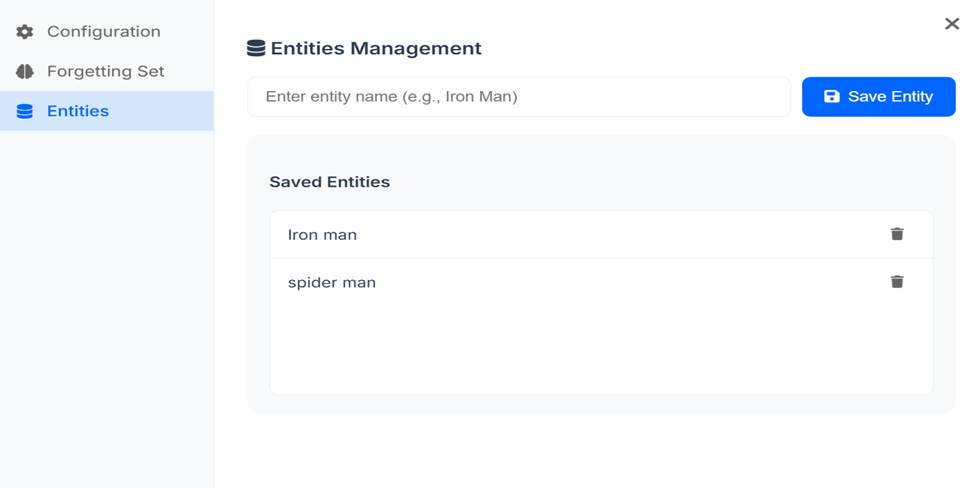 Configuration
Forgetting Set
Entities
Entities Management
Enter entity name (e.g., Iron Man)
Save Entity
Saved Entities
Iron man
spider man